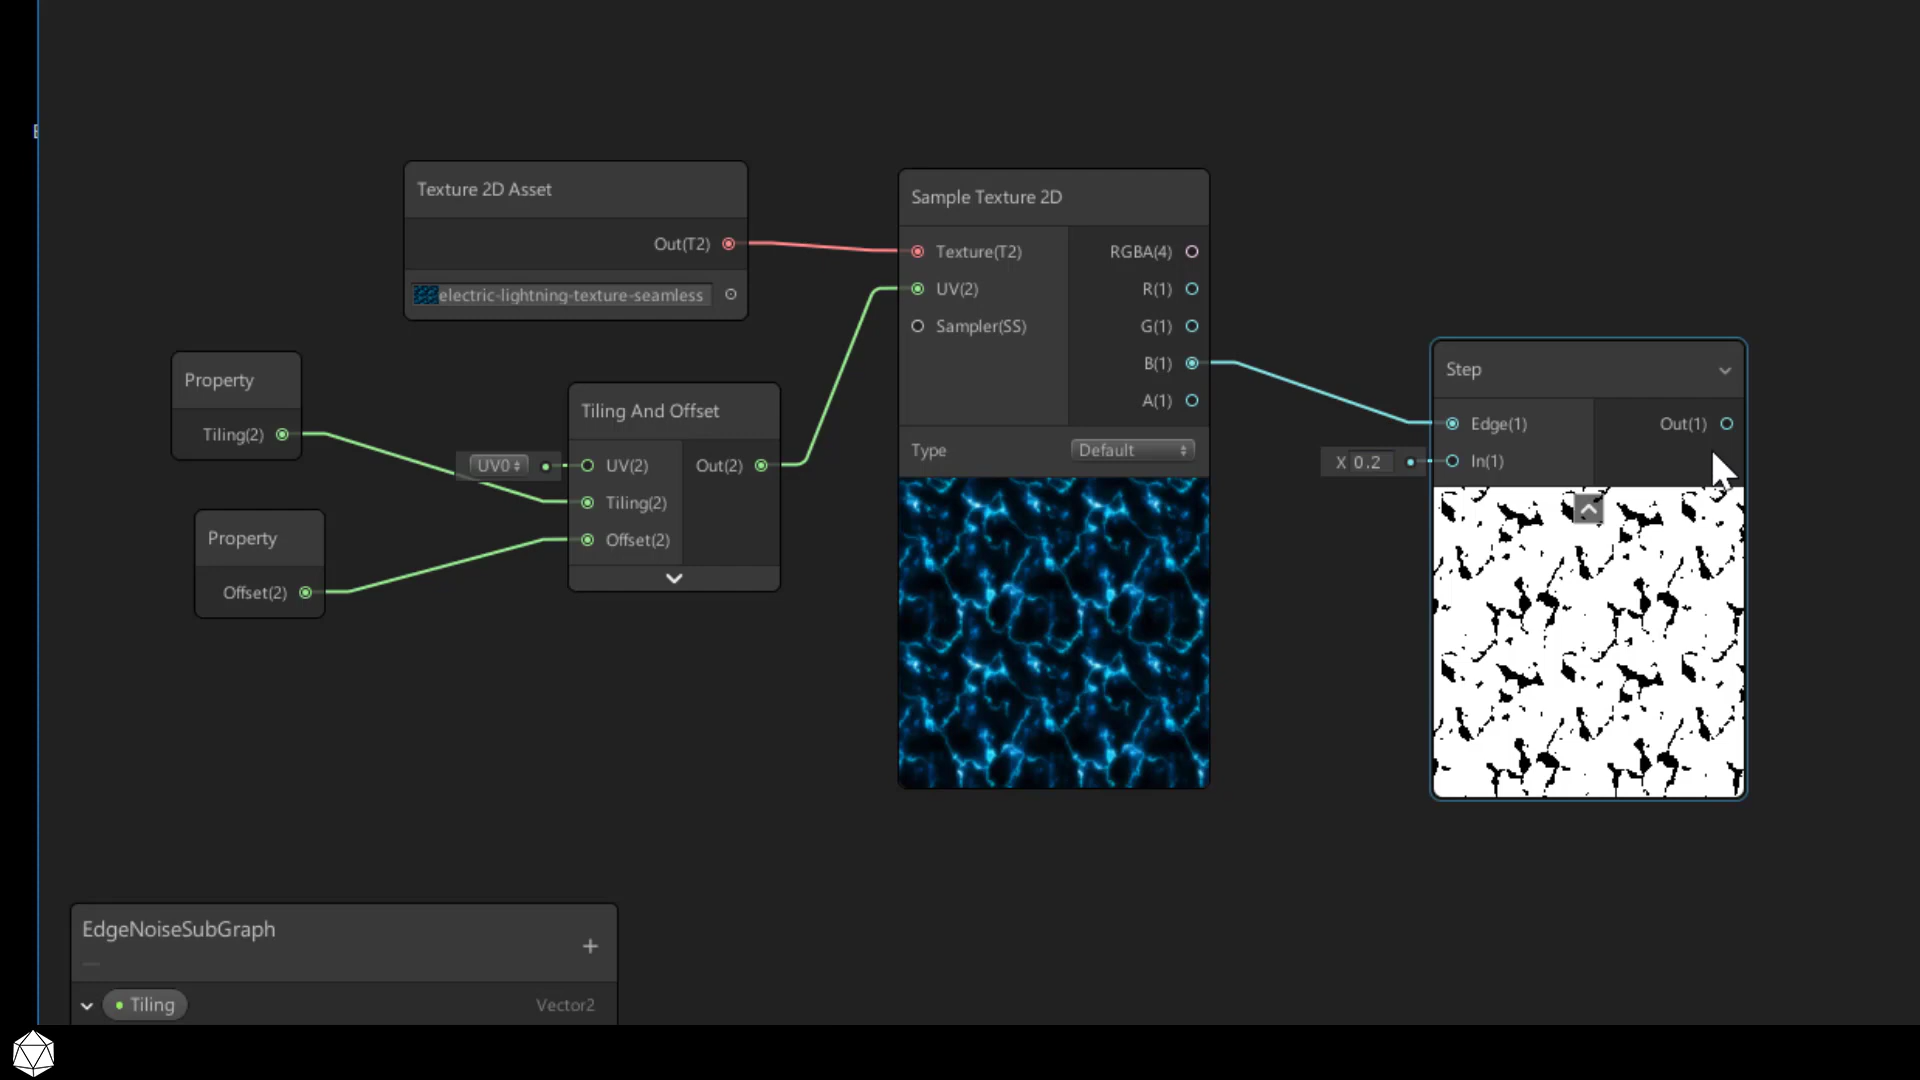 Texture 2D Asset
Out(T2)
electric-lightning-texture-seamless
Sample Texture 2D
Texture(T2)
UV(2)
Sampler(SS)
RGBA(4)
R(1)
G(1)
B(1)
A(1)
Type
Default
Property
Tiling(2)
Property
Offset(2)
Tiling And Offset
UV0
UV(2)
Tiling(2)
Offset(2)
Out(2)
Step
Edge(1)
In(1)
Out(1)
X 0.2
EdgeNoiseSubGraph
Tiling
Vector2